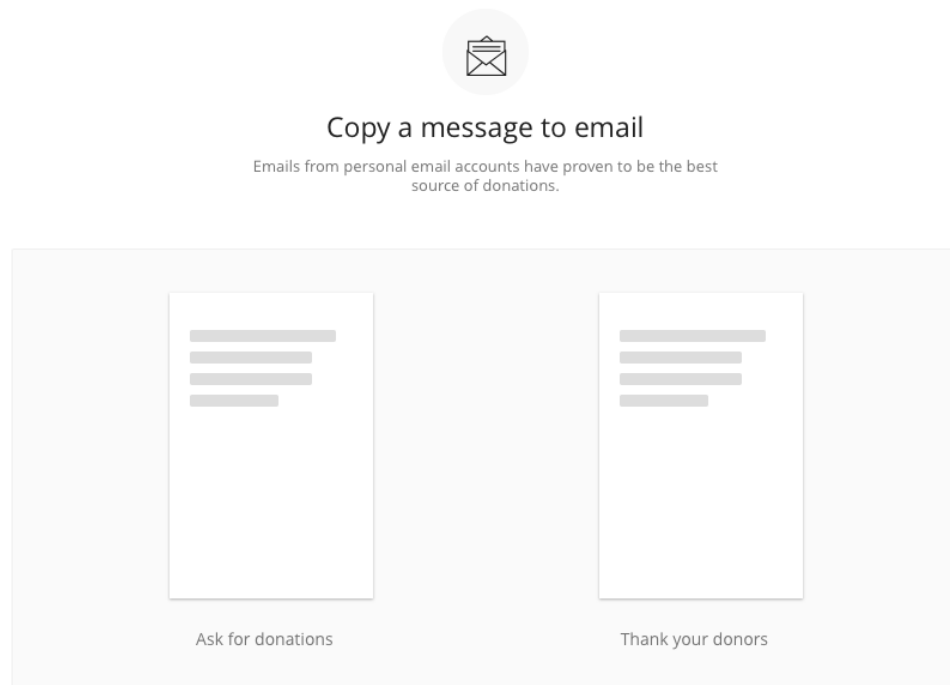 Copy a message to email
Emails from personal email accounts have proven to be the best
source of donations.
Ask for donations
Thank your donors